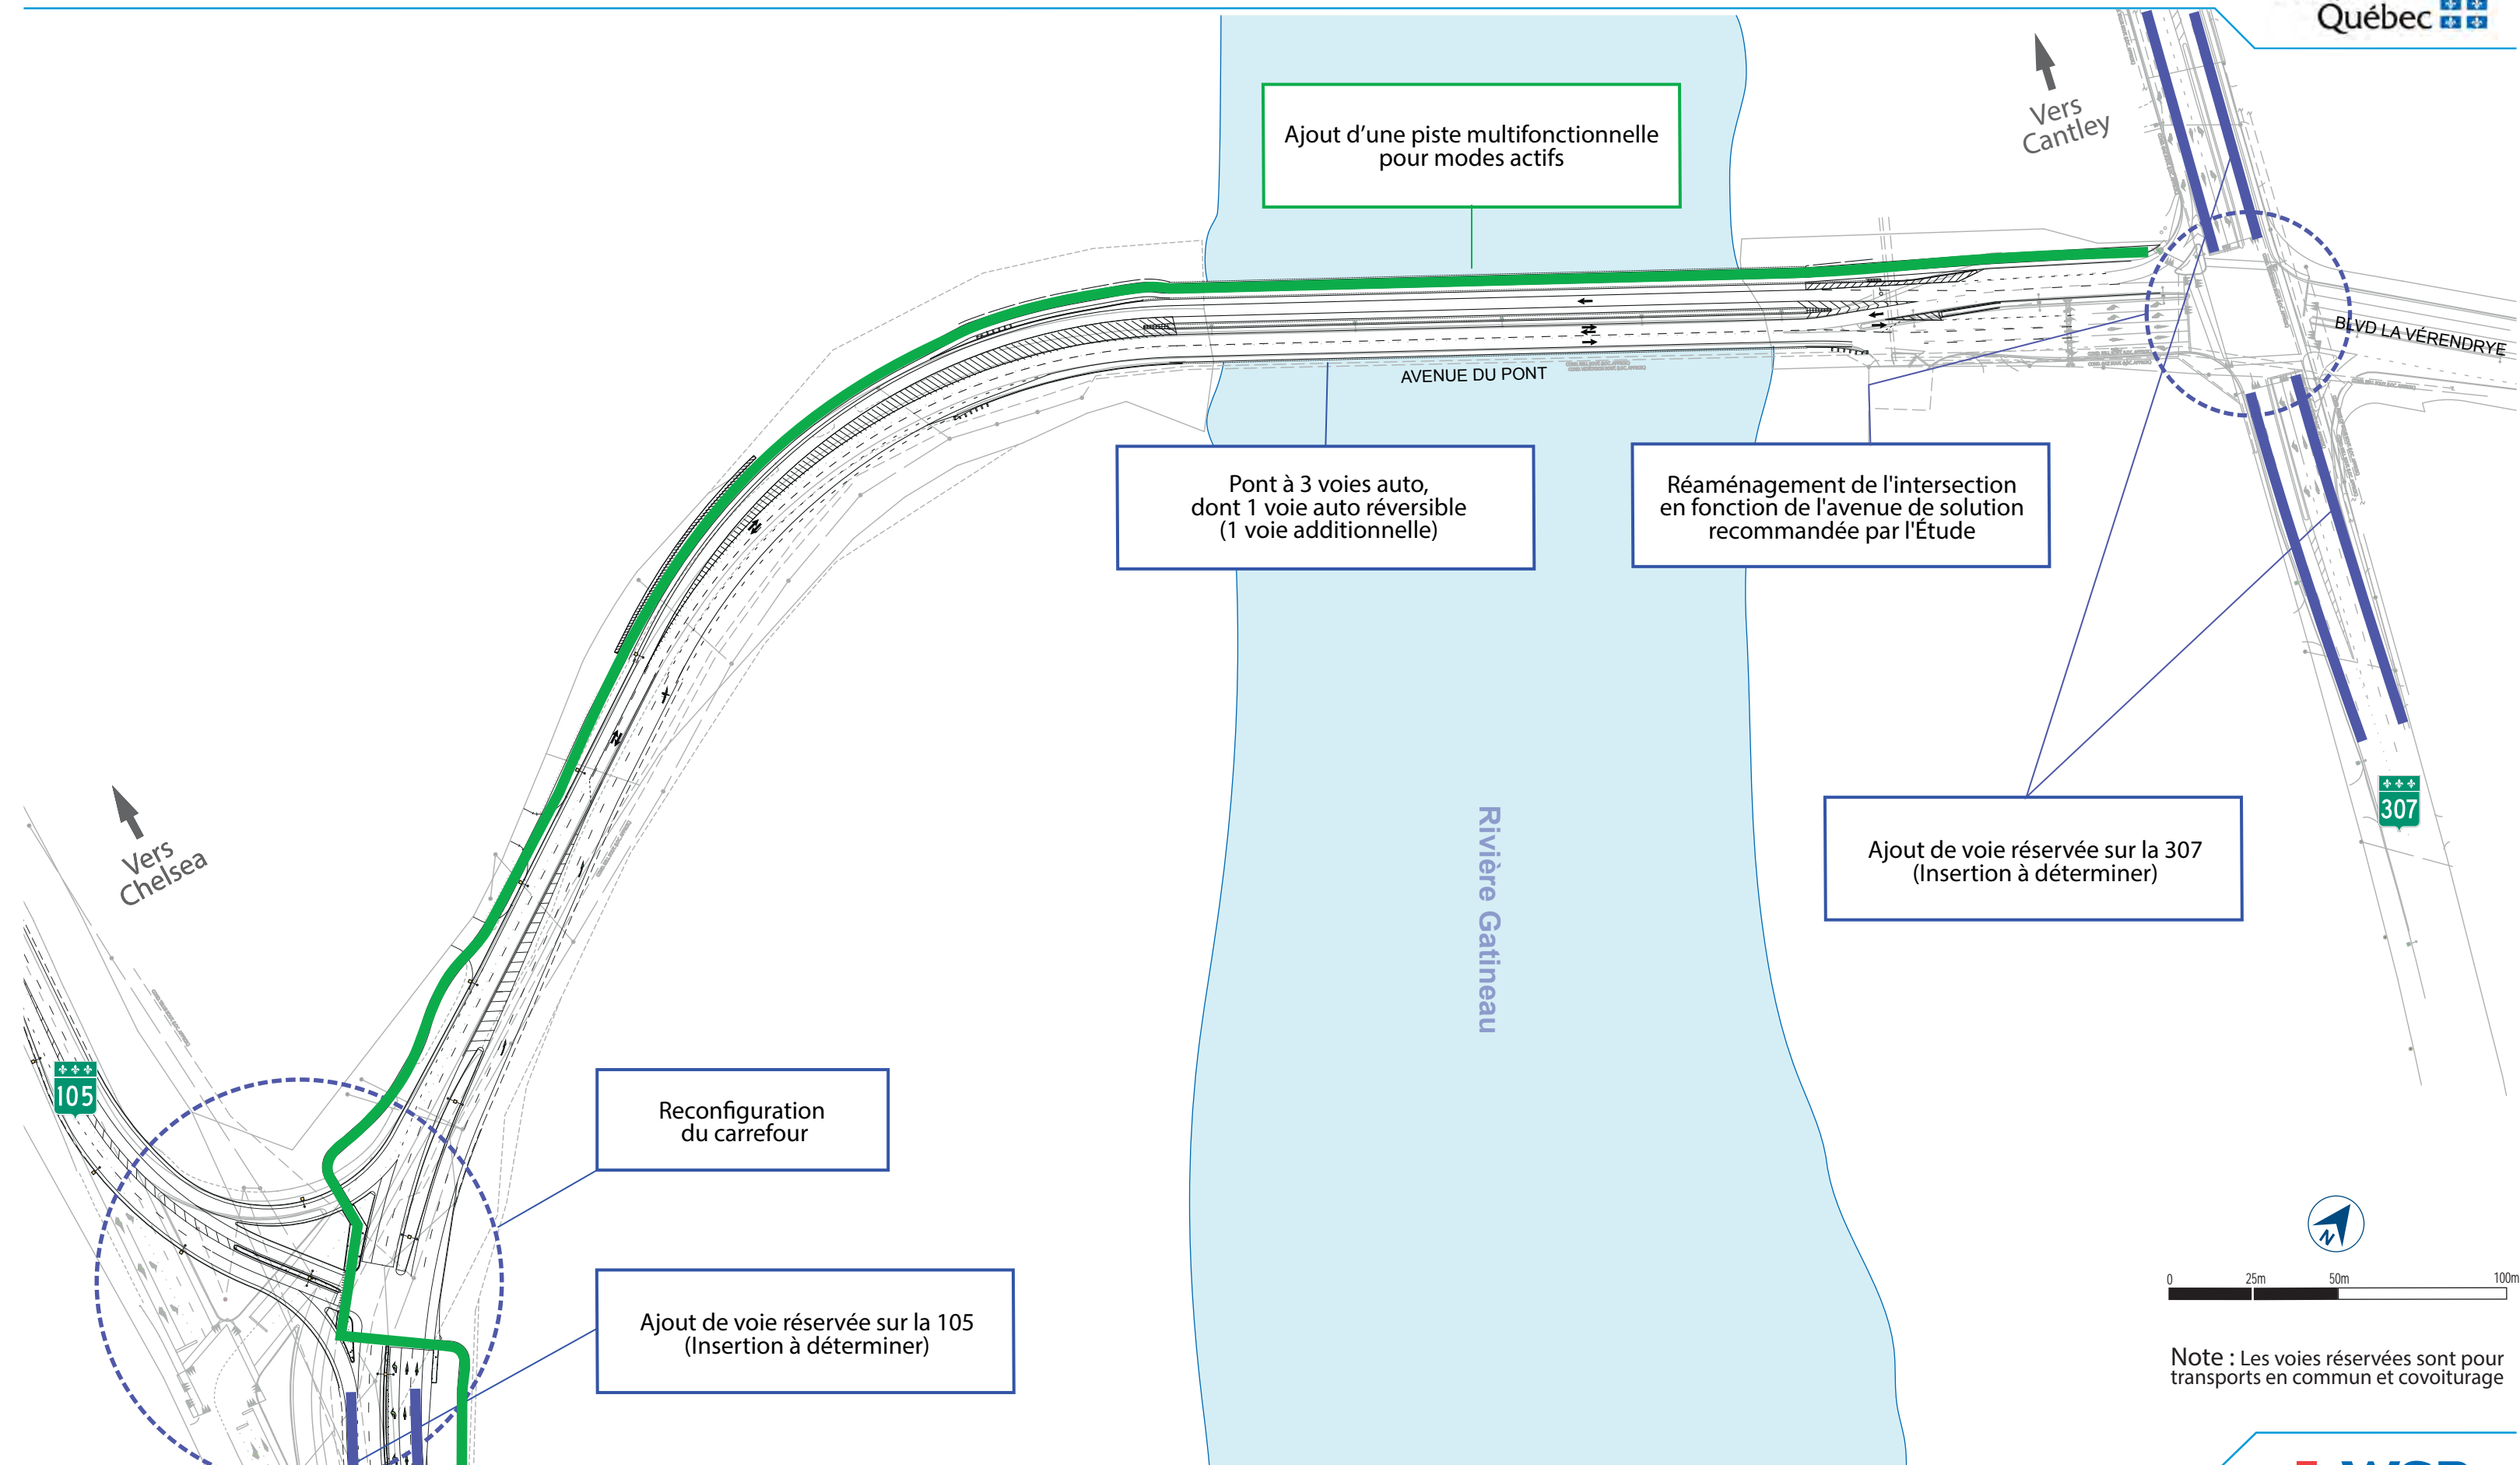 Québec
Vers
Cantley
Ajout d’une piste multifonctionnelle
pour modes actifs
BLVD LA VÉRENDRYE
AVENUE DU PONT
Pont à 3 voies auto,
dont 1 voie auto réversible
(1 voie additionnelle)
Réaménagement de l'intersection
en fonction de l'avenue de solution
recommandée par l'Étude
307
Ajout de voie réservée sur la 307
(Insertion à déterminer)
Rivière Gatineau
Vers
Chelsea
105
Reconfiguration
du carrefour
Ajout de voie réservée sur la 105
(Insertion à déterminer)
N
0 25m 50m 100m
Note : Les voies réservées sont pour
transports en commun et covoiturage
WSP